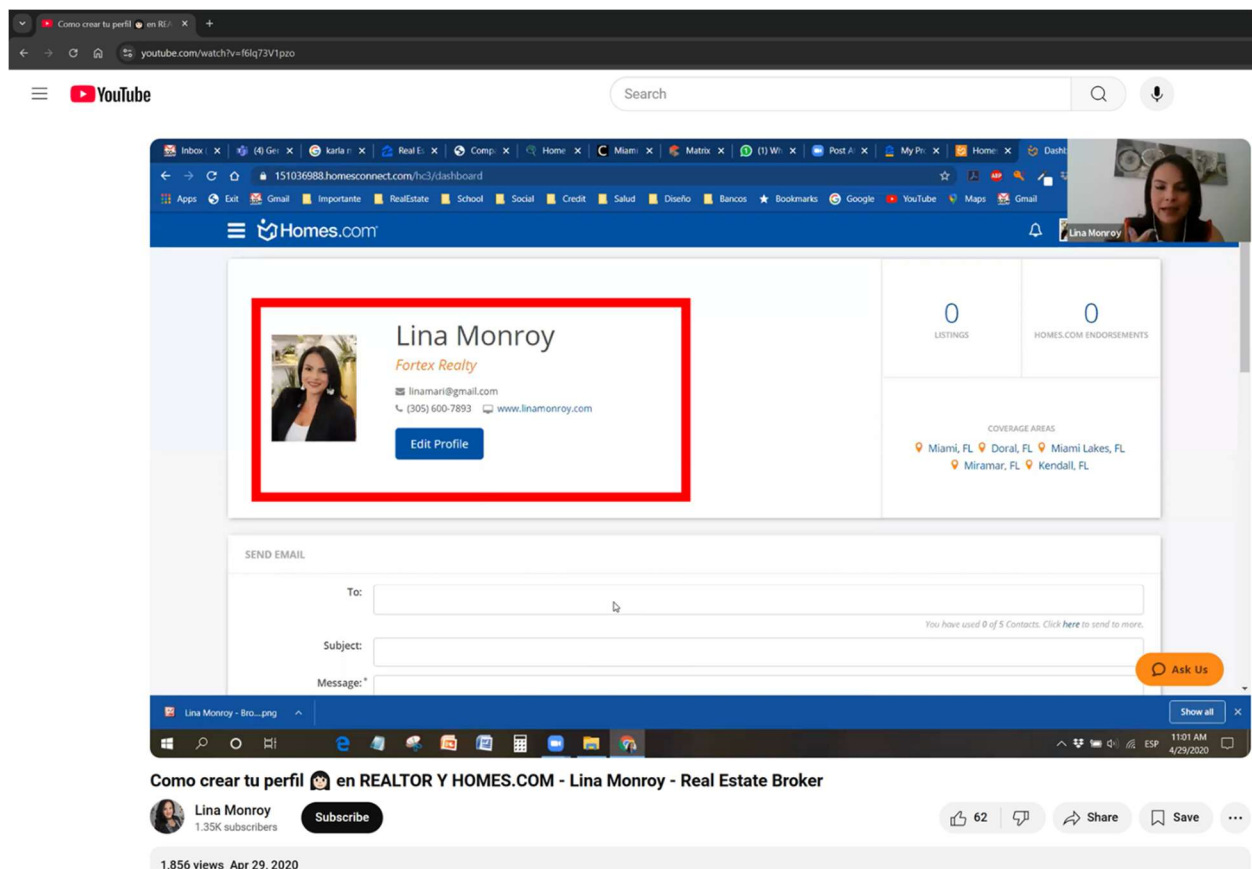 Como crear tu perfil 👩🏻 en REA
youtube.com/watch?v=f6lq73V1pzo
YouTube
Search
Inbox (4) Ge karla r Real E Comp Home Miam Matrix (1) Wh Post A My Pr Home Dasht
151036988.homesconnect.com/hc3/dashboard
Apps Exit Gmail Importante RealEstate School Social Credit Salud Diseño Bancos Bookmarks Google YouTube Maps Gmail
Homes.com
Lina Monroy
Lina Monroy
Fortex Realty
linamari@gmail.com
(305) 600-7893 www.linamonroy.com
Edit Profile
0
LISTINGS
0
HOMES.COM ENDORSEMENTS
COVERAGE AREAS
Miami, FL Doral, FL Miami Lakes, FL
Miramar, FL Kendall, FL
SEND EMAIL
To:
You have used 0 of 5 Contacts. Click here to send to more.
Subject:
Message:*
Ask Us
Lina Monroy - Bro....png
Show all
ESP
11:01 AM
4/29/2020
Como crear tu perfil 👩🏻 en REALTOR Y HOMES.COM - Lina Monroy - Real Estate Broker
Lina Monroy
1.35K subscribers
Subscribe
62
Share
Save
1,856 views Apr 29, 2020